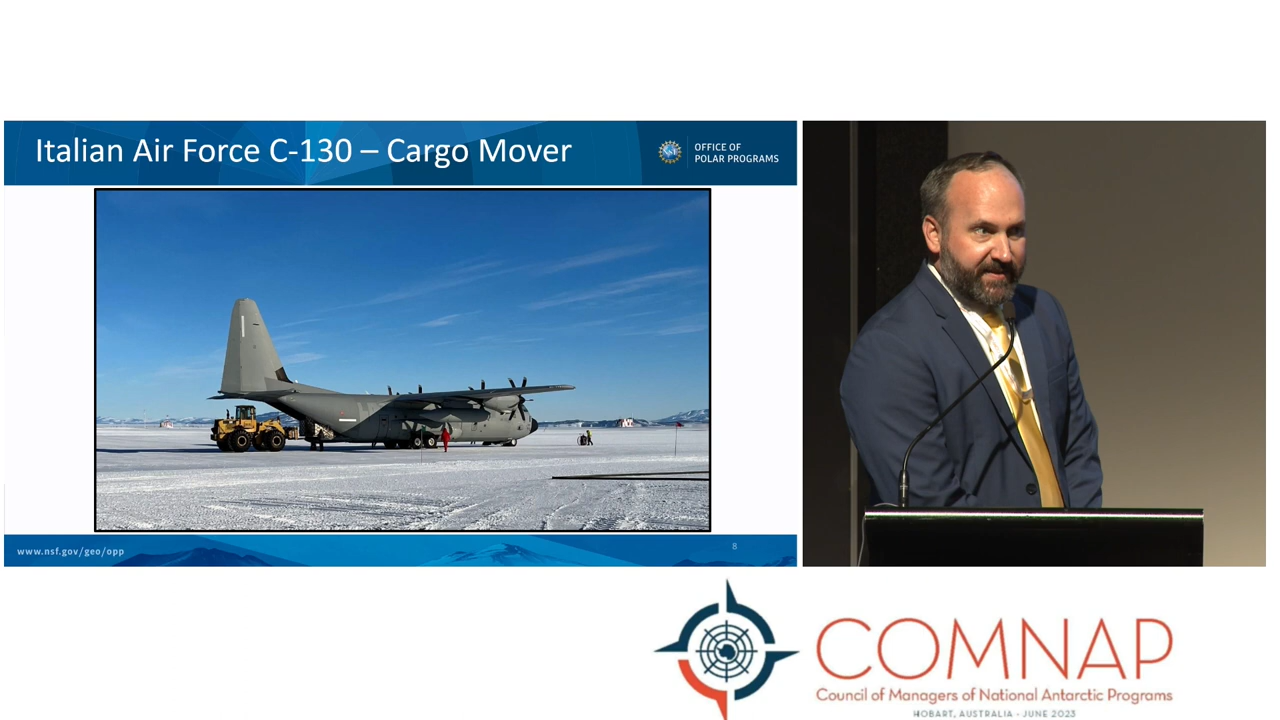 Italian Air Force C-130 – Cargo Mover
OFFICE OF
POLAR PROGRAMS
www.nsf.gov/geo/opp
8
COMNAP
Council of Managers of National Antarctic Programs
HOBART, AUSTRALIA - JUNE 2023